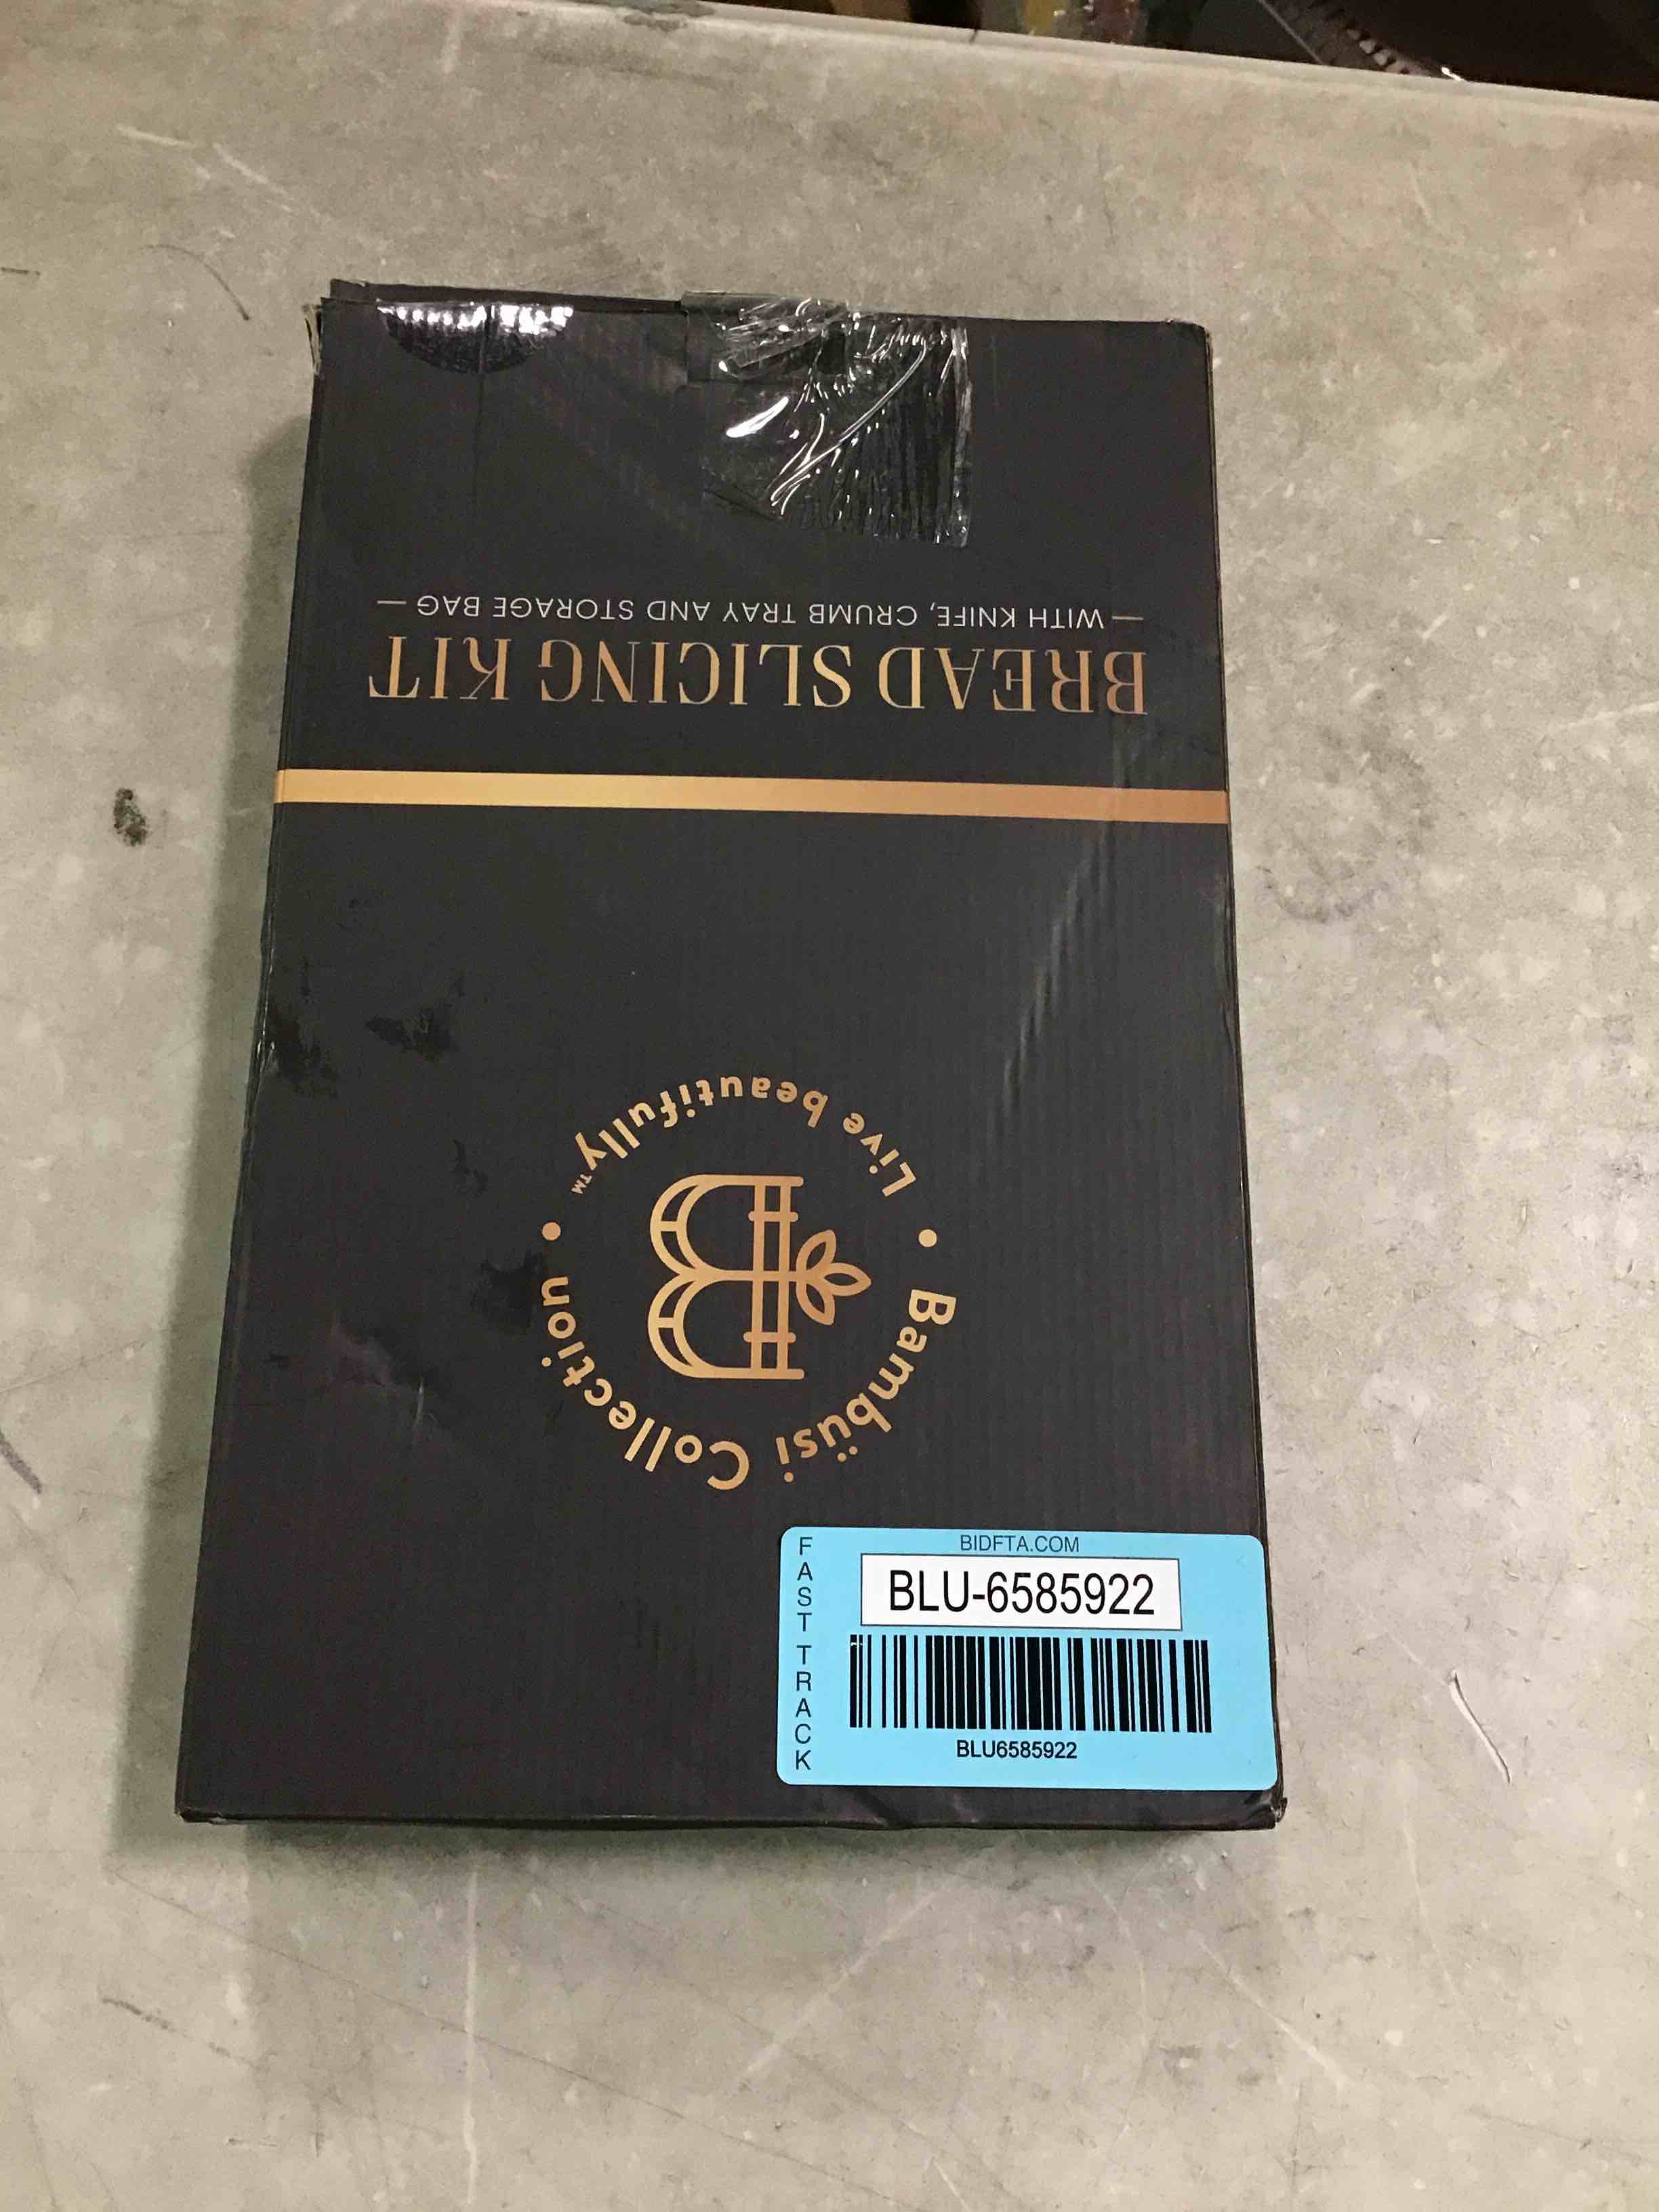 Bambüsi Collection
• Live beautifully™ •
BREAD SLICING KIT
— WITH KNIFE, CRUMB TRAY AND STORAGE BAG —
FAST TRACK
BIDFTA.COM
BLU-6585922
BLU6585922